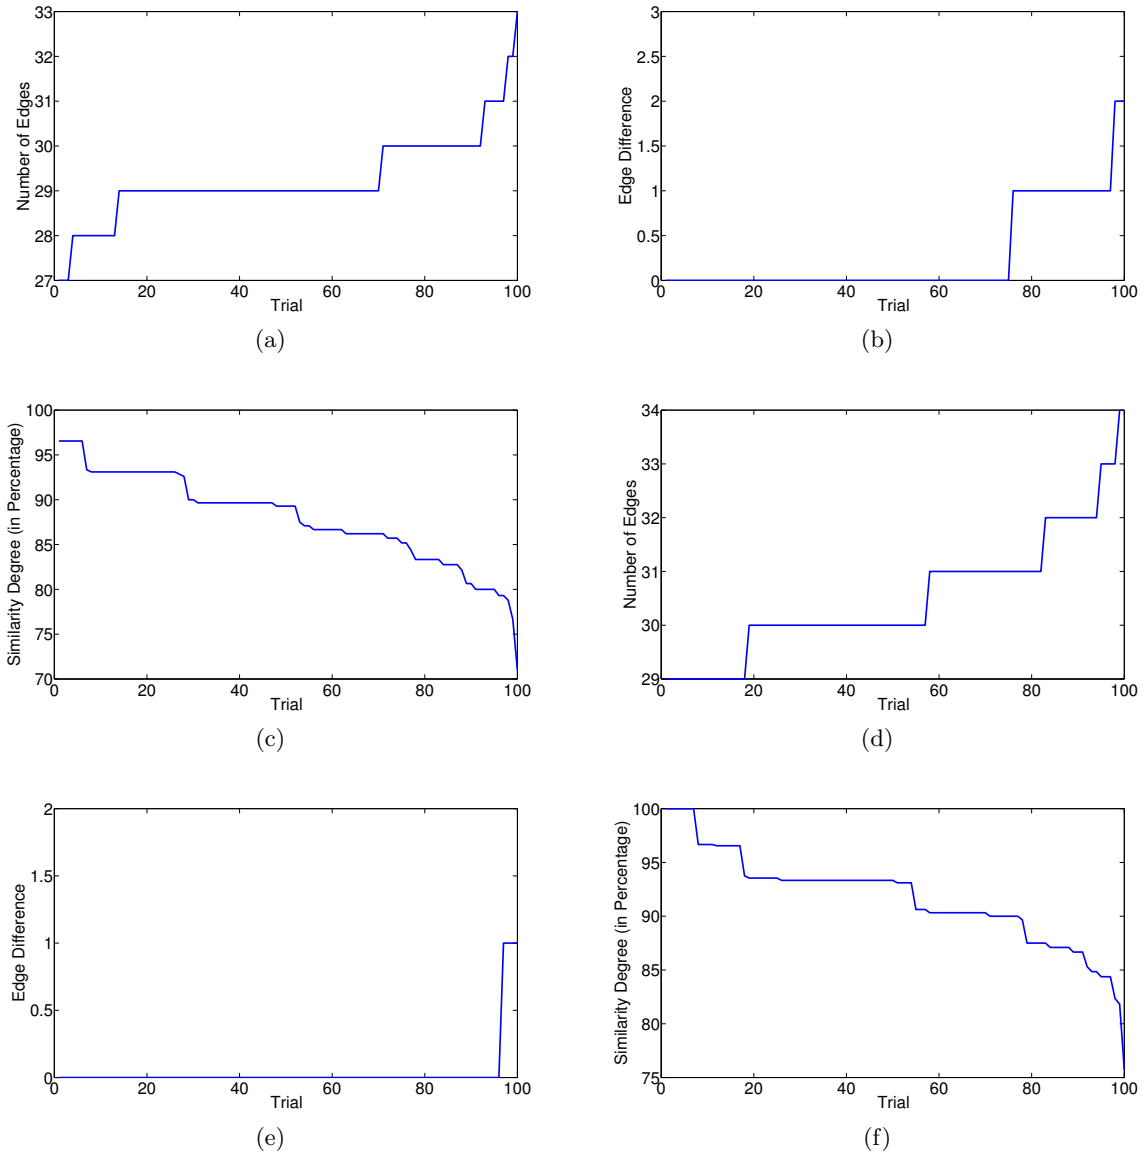 33
32
31
30
29
28
27
Number of Edges
0 20 40 60 80 100
Trial
(a)
3
2.5
2
1.5
1
0.5
0
Edge Difference
0 20 40 60 80 100
Trial
(b)
100
95
90
85
80
75
70
Similarity Degree (in Percentage)
0 20 40 60 80 100
Trial
(c)
34
33
32
31
30
29
Number of Edges
0 20 40 60 80 100
Trial
(d)
2
1.5
1
0.5
0
Edge Difference
0 20 40 60 80 100
Trial
(e)
100
95
90
85
80
75
Similarity Degree (in Percentage)
0 20 40 60 80 100
Trial
(f)